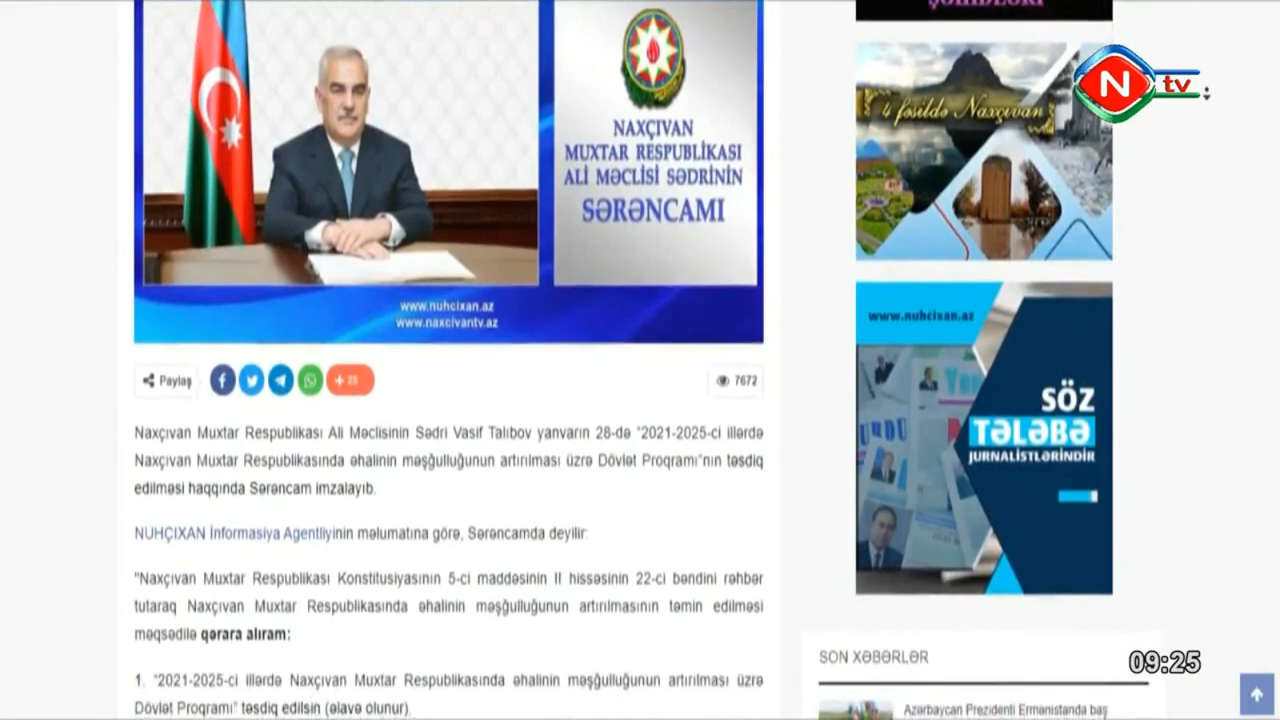 ŞƏHİDLƏRİ
N tv
4 fəsildə Naxçıvan
NAXÇIVAN
MUXTAR RESPUBLİKASI
ALİ MƏCLİSİ SƏDRİNİN
SƏRƏNCAMI
www.nuhcixan.az
www.naxcivantv.az
www.nuhcixan.az
SÖZ
TƏLƏBƏ
JURNALİSTLƏRİNDİR
Paylaş
7672
Naxçıvan Muxtar Respublikası Ali Məclisinin Sədri Vasif Talıbov yanvarın 28-də "2021-2025-ci illərdə
Naxçıvan Muxtar Respublikasında əhalinin məşğulluğunun artırılması üzrə Dövlət Proqramı"nın təsdiq
edilməsi haqqında Sərəncam imzalayıb.
NUHÇIXAN İnformasiya Agentliyinin məlumatına görə, Sərəncamda deyilir:
"Naxçıvan Muxtar Respublikası Konstitusiyasının 5-ci maddəsinin II hissəsinin 22-ci bəndini rəhbər
tutaraq Naxçıvan Muxtar Respublikasında əhalinin məşğulluğunun artırılmasının təmin edilməsi
məqsədilə qərara alıram:
1. "2021-2025-ci illərdə Naxçıvan Muxtar Respublikasında əhalinin məşğulluğunun artırılması üzrə
Dövlət Proqramı" təsdiq edilsin (əlavə olunur).
SON XƏBƏRLƏR
09:25
Azərbaycan Prezidenti Ermənistanda baş